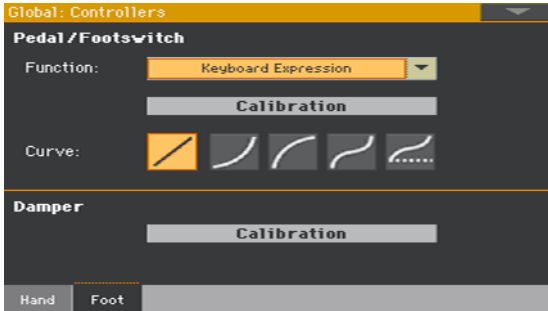 Global: Controllers
Pedal/Footswitch
Function: Keyboard Expression
Calibration
Curve:
Damper
Calibration
Hand Foot